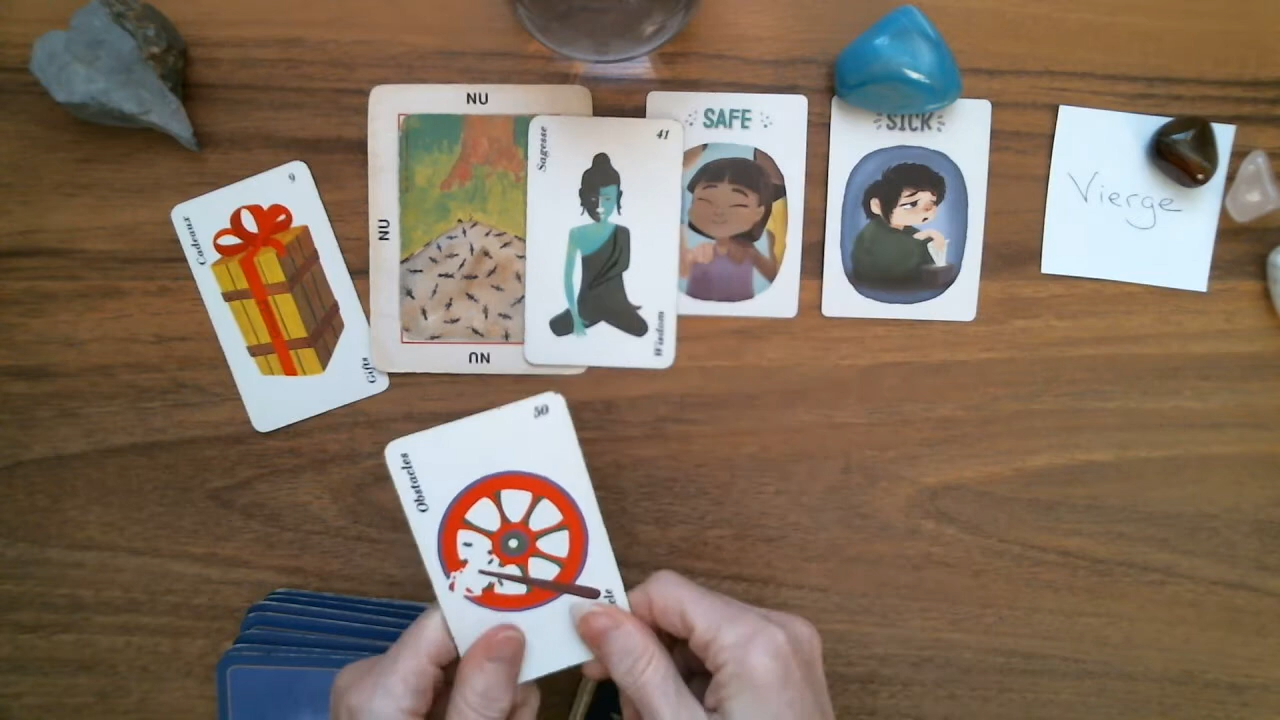 NU
NU
NU
Sagesse
41
Wisdom
SAFE
SICK
Vierge
9
Cadeaux
Gifts
50
Obstacles